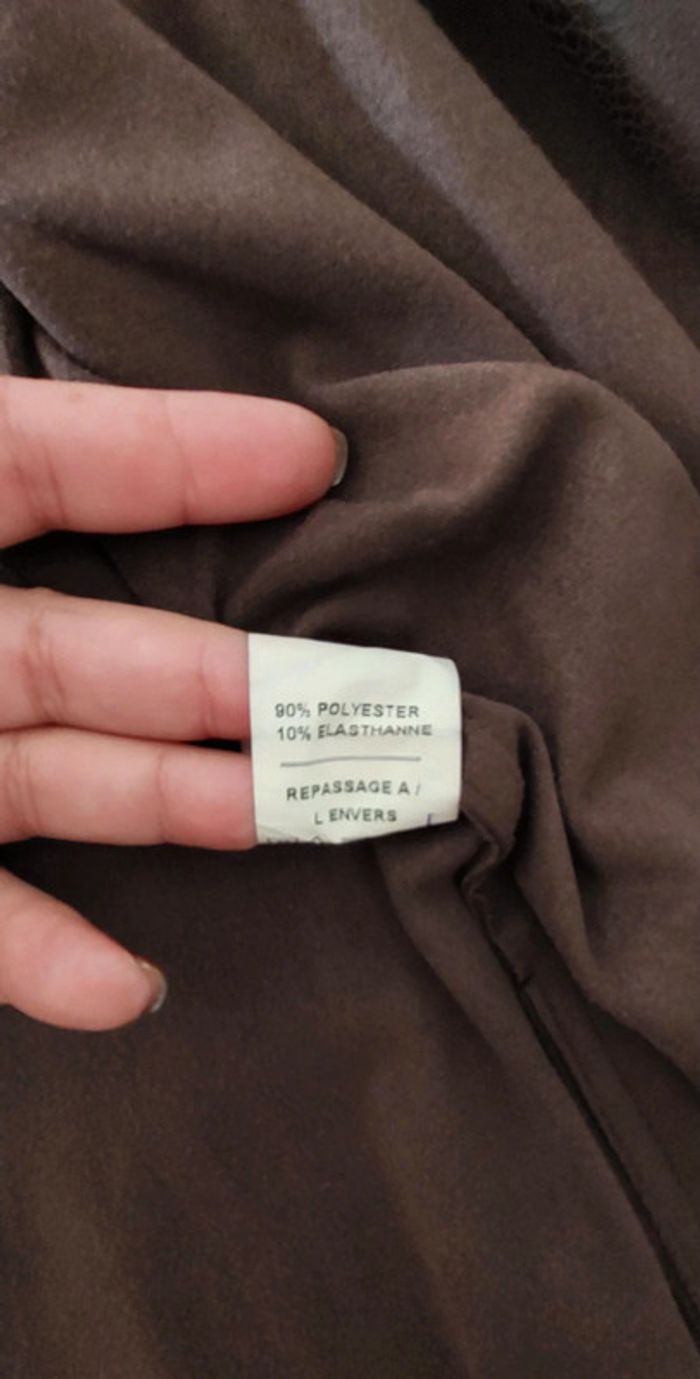 90% POLYESTER
10% ELASTHANNE
REPASSAGE A /
L ENVERS